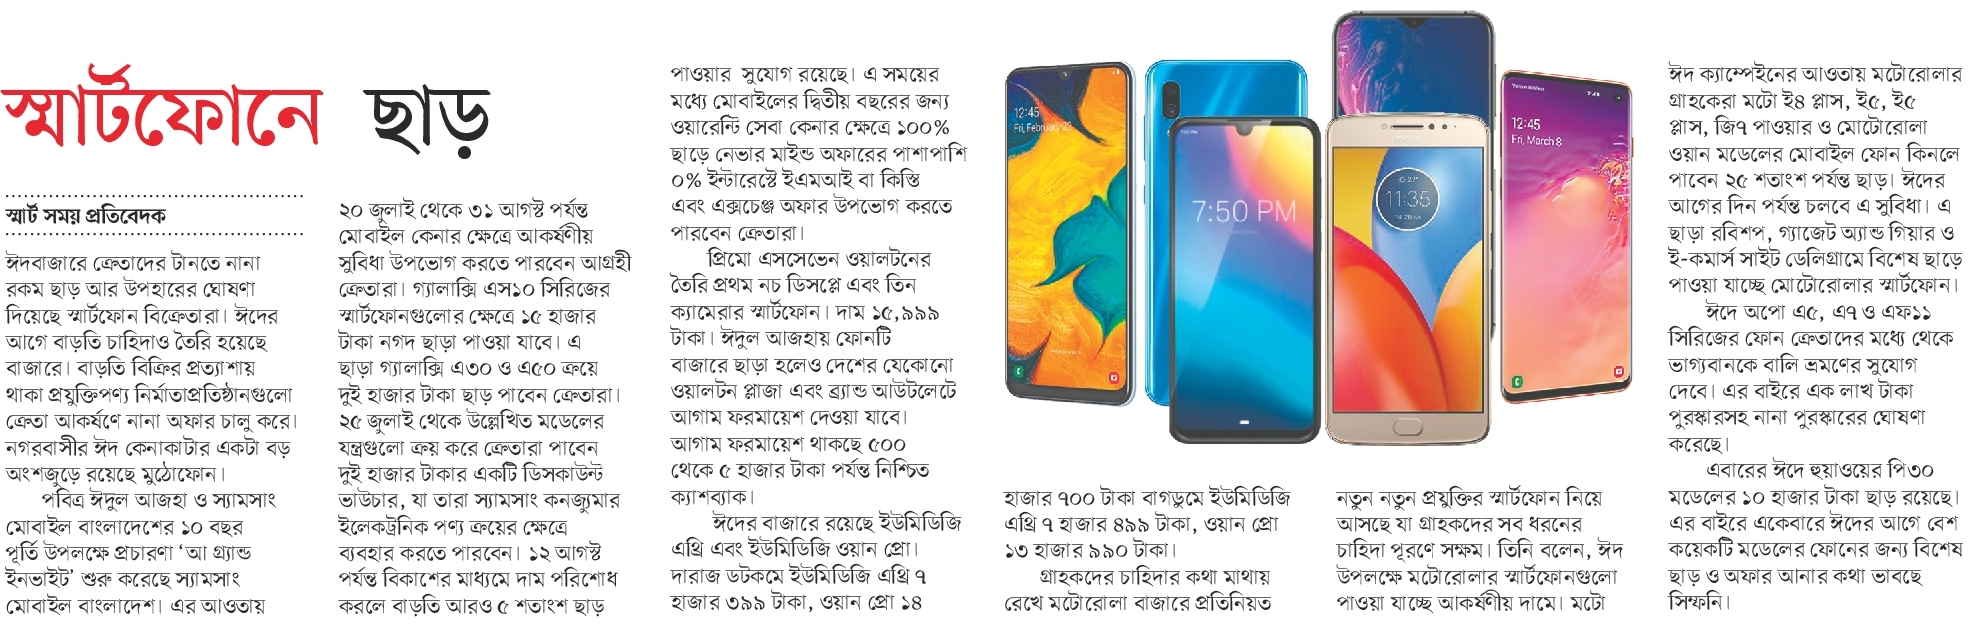 স্মার্টফোনে ছাড়
স্মার্ট সময় প্রতিবেদক
ঈদবাজারে ক্রেতাদের টানতে নানা
রকম ছাড় আর উপহারের ঘোষণা
দিয়েছে স্মার্টফোন বিক্রেতারা। ঈদের
আগে বাড়তি চাহিদাও তৈরি হয়েছে
বাজারে। বাড়তি বিক্রির প্রত্যাশায়
থাকা প্রযুক্তিপণ্য নির্মাতাপ্রতিষ্ঠানগুলো
ক্রেতা আকর্ষণে নানা অফার চালু করে।
নগরবাসীর ঈদ কেনাকাটার একটা বড়
অংশজুড়ে রয়েছে মুঠোফোন।
পবিত্র ঈদুল আজহা ও স্যামসাং
মোবাইল বাংলাদেশের ১০ বছর
পূর্তি উপলক্ষে প্রচারণা ‘আ গ্র্যান্ড
ইনভাইট’ শুরু করেছে স্যামসাং
মোবাইল বাংলাদেশ। এর আওতায়
২০ জুলাই থেকে ৩১ আগস্ট পর্যন্ত
মোবাইল কেনার ক্ষেত্রে আকর্ষণীয়
সুবিধা উপভোগ করতে পারবেন আগ্রহী
ক্রেতারা। গ্যালাক্সি এস১০ সিরিজের
স্মার্টফোনগুলোর ক্ষেত্রে ১৫ হাজার
টাকা নগদ ছাড়া পাওয়া যাবে। এ
ছাড়া গ্যালাক্সি এ৩০ ও এ৫০ ক্রয়ে
দুই হাজার টাকা ছাড় পাবেন ক্রেতারা।
২৫ জুলাই থেকে উল্লেখিত মডেলের
যন্ত্রগুলো ক্রয় করে ক্রেতারা পাবেন
দুই হাজার টাকার একটি ডিসকাউন্ট
ভাউচার, যা তারা স্যামসাং কনজ্যুমার
ইলেকট্রনিক পণ্য ক্রয়ের ক্ষেত্রে
ব্যবহার করতে পারবেন। ১২ আগস্ট
পর্যন্ত বিকাশের মাধ্যমে দাম পরিশোধ
করলে বাড়তি আরও ৫ শতাংশ ছাড়
পাওয়ার সুযোগ রয়েছে। এ সময়ের
মধ্যে মোবাইলের দ্বিতীয় বছরের জন্য
ওয়ারেন্টি সেবা কেনার ক্ষেত্রে ১০০%
ছাড়ে নেভার মাইন্ড অফারের পাশাপাশি
০% ইন্টারেস্টে ইএমআই বা কিস্তি
এবং এক্সচেঞ্জ অফার উপভোগ করতে
পারবেন ক্রেতারা।
প্রিমো এসসেভেন ওয়ালটনের
তৈরি প্রথম নচ ডিসপ্লে এবং তিন
ক্যামেরার স্মার্টফোন। দাম ১৫,৯৯৯
টাকা। ঈদুল আজহায় ফোনটি
বাজারে ছাড়া হলেও দেশের যেকোনো
ওয়ালটন প্লাজা এবং ব্র্যান্ড আউটলেটে
আগাম ফরমায়েশ দেওয়া যাবে।
আগাম ফরমায়েশ থাকছে ৫০০
থেকে ৫ হাজার টাকা পর্যন্ত নিশ্চিত
ক্যাশব্যাক।
ঈদের বাজারে রয়েছে ইউমিডিজি
এথ্রি এবং ইউমিডিজি ওয়ান প্রো।
দারাজ ডটকমে ইউমিডিজি এথ্রি ৭
হাজার ৩৯৯ টাকা, ওয়ান প্রো ১৪
12:45
Fri, February 22
7:50 PM
11:35
Verizon Wireless
12:45
Fri, March 8
হাজার ৭০০ টাকা বাগডুমে ইউমিডিজি
এথ্রি ৭ হাজার ৪৯৯ টাকা, ওয়ান প্রো
১৩ হাজার ৯৯০ টাকা।
গ্রাহকদের চাহিদার কথা মাথায়
রেখে মটোরোলা বাজারে প্রতিনিয়ত
নতুন নতুন প্রযুক্তির স্মার্টফোন নিয়ে
আসছে যা গ্রাহকদের সব ধরনের
চাহিদা পূরণে সক্ষম। তিনি বলেন, ঈদ
উপলক্ষে মটোরোলার স্মার্টফোনগুলো
পাওয়া যাচ্ছে আকর্ষণীয় দামে। মটো
ঈদ ক্যাম্পেইনের আওতায় মটোরোলার
গ্রাহকেরা মটো ই৪ প্লাস, ই৫, ই৫
প্লাস, জি৭ পাওয়ার ও মোটোরোলা
ওয়ান মডেলের মোবাইল ফোন কিনলে
পাবেন ২৫ শতাংশ পর্যন্ত ছাড়। ঈদের
আগের দিন পর্যন্ত চলবে এ সুবিধা। এ
ছাড়া রবিশপ, গ্যাজেট অ্যান্ড গিয়ার ও
ই-কমার্স সাইট ডেলিগ্রামে বিশেষ ছাড়ে
পাওয়া যাচ্ছে মোটোরোলার স্মার্টফোন।
ঈদে অপো এ৫, এ৭ ও এফ১১
সিরিজের ফোন ক্রেতাদের মধ্যে থেকে
ভাগ্যবানকে বালি ভ্রমণের সুযোগ
দেবে। এর বাইরে এক লাখ টাকা
পুরস্কারসহ নানা পুরস্কারের ঘোষণা
করেছে।
এবারের ঈদে হুয়াওয়ের পি৩০
মডেলের ১০ হাজার টাকা ছাড় রয়েছে।
এর বাইরে একেবারে ঈদের আগে বেশ
কয়েকটি মডেলের ফোনের জন্য বিশেষ
ছাড় ও অফার আনার কথা ভাবছে
সিম্ফনি।